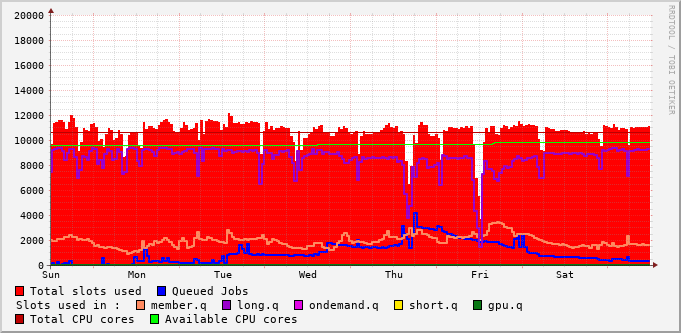 20000
18000
16000
14000
12000
10000
8000
6000
4000
2000
0
Sun Mon Tue Wed Thu Fri Sat
RRDTOOL / TOBI OETIKER
Total slots used Queued Jobs
Slots used in : member.q long.q ondemand.q short.q gpu.q
Total CPU cores Available CPU cores